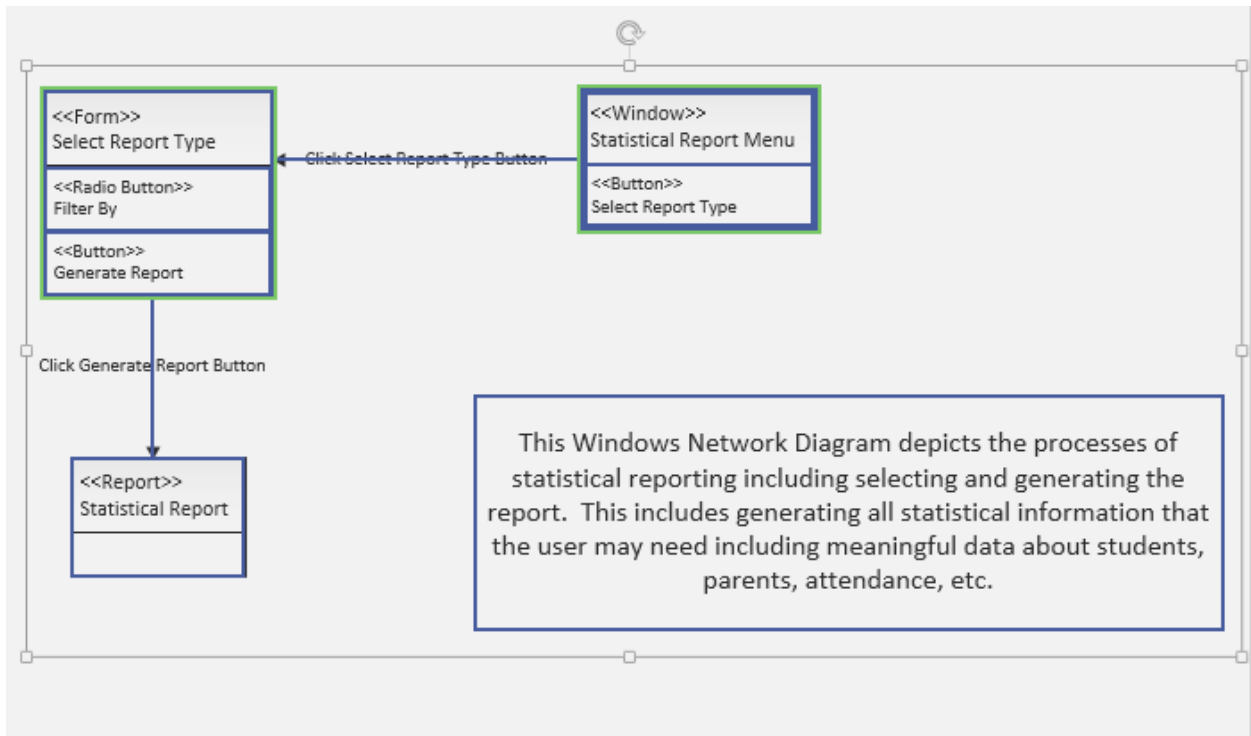 <<Form>>
Select Report Type
<<Radio Button>>
Filter By
<<Button>>
Generate Report
Click Select Report Type Button
<<Window>>
Statistical Report Menu
<<Button>>
Select Report Type
Click Generate Report Button
<<Report>>
Statistical Report
This Windows Network Diagram depicts the processes of
statistical reporting including selecting and generating the
report.  This includes generating all statistical information that
the user may need including meaningful data about students,
parents, attendance, etc.